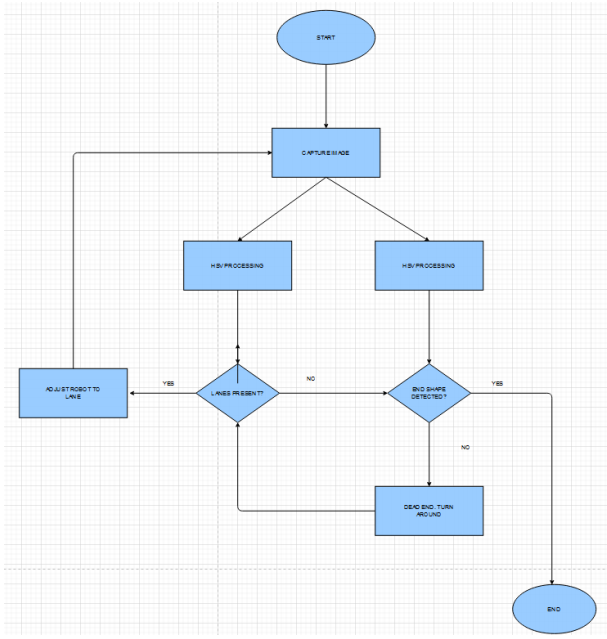 START
CAPTURE IMAGE
HSV PROCESSING
HSV PROCESSING
ADJUST ROBOT TO
LANE
YES
LANES PRESENT?
NO
END SHAPE
DETECTED?
YES
NO
DEAD END, TURN
AROUND
END